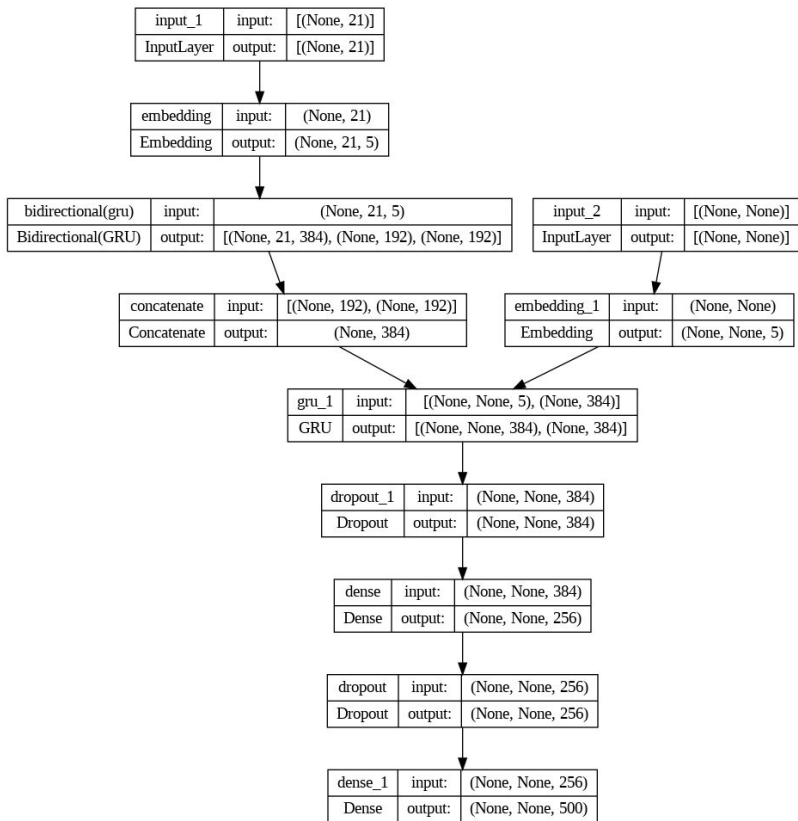 input_1 input: [(None, 21)]
InputLayer output: [(None, 21)]
embedding input: (None, 21)
Embedding output: (None, 21, 5)
bidirectional(gru) input: (None, 21, 5)
Bidirectional(GRU) output: [(None, 21, 384), (None, 192), (None, 192)]
input_2 input: [(None, None)]
InputLayer output: [(None, None)]
concatenate input: [(None, 192), (None, 192)]
Concatenate output: (None, 384)
embedding_1 input: (None, None)
Embedding output: (None, None, 5)
gru_1 input: [(None, None, 5), (None, 384)]
GRU output: [(None, None, 384), (None, 384)]
dropout_1 input: (None, None, 384)
Dropout output: (None, None, 384)
dense input: (None, None, 384)
Dense output: (None, None, 256)
dropout input: (None, None, 256)
Dropout output: (None, None, 256)
dense_1 input: (None, None, 256)
Dense output: (None, None, 500)